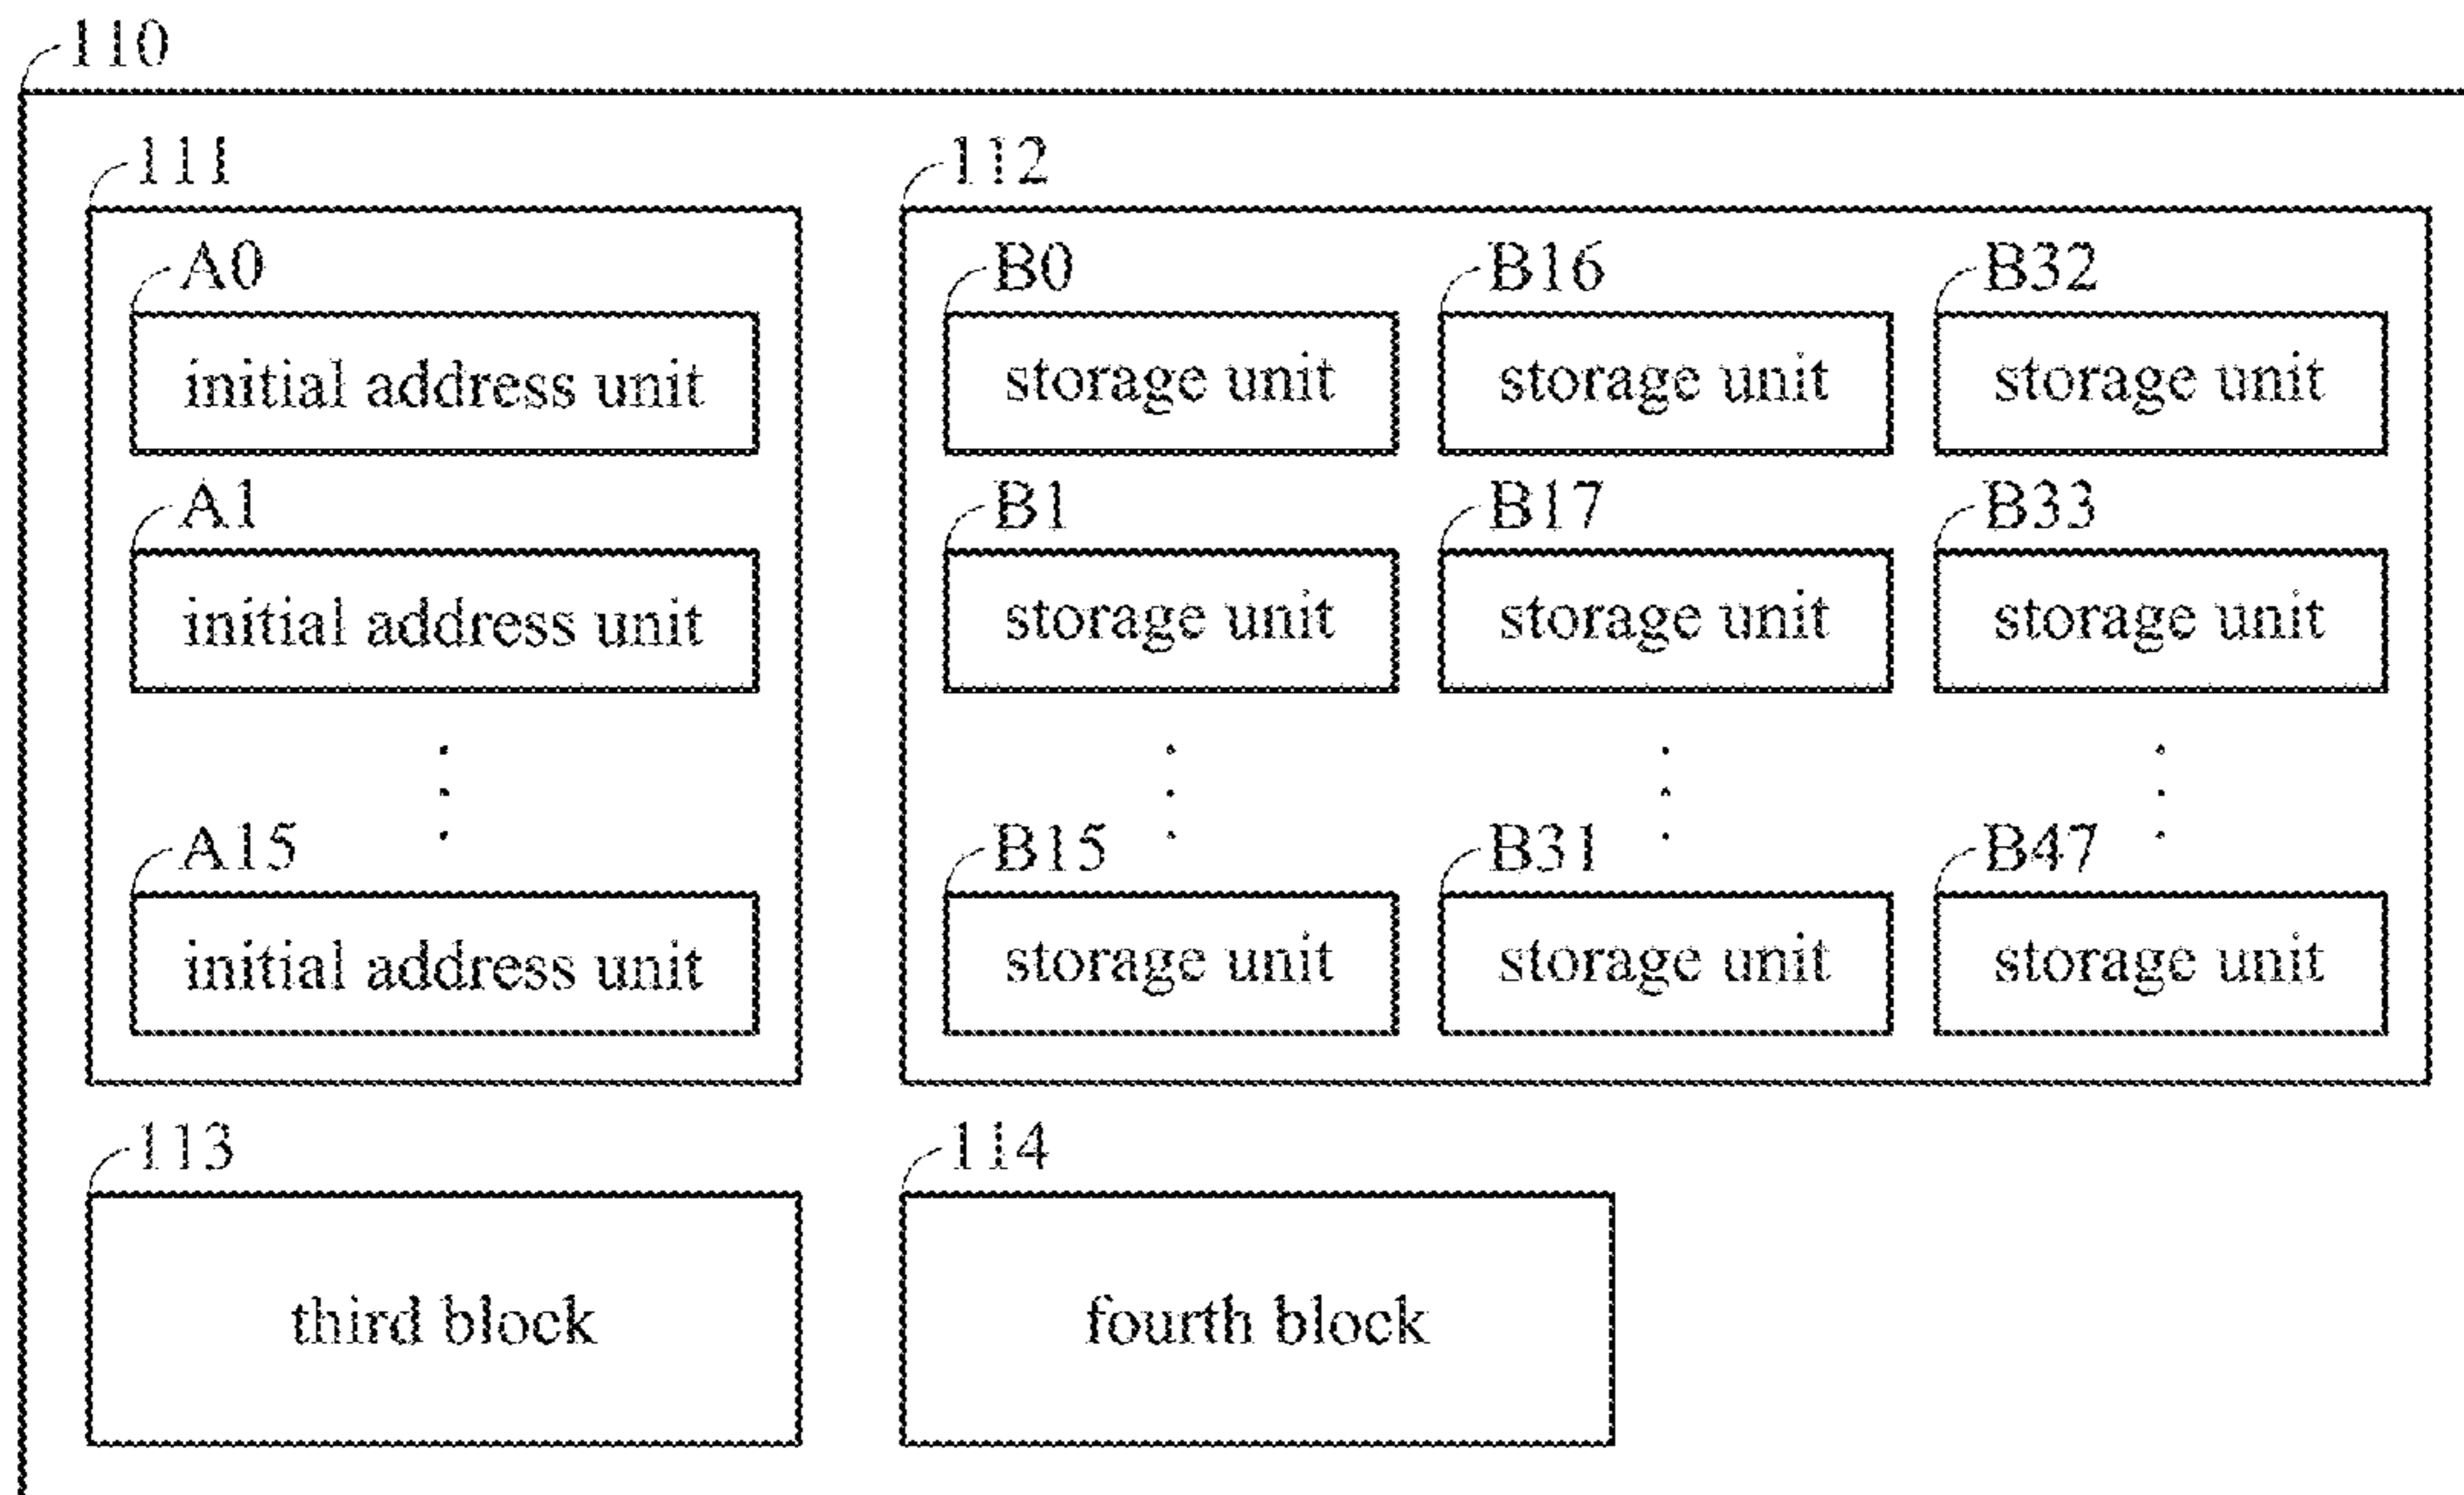 110
111 112
A0 B0 B16 B32
initial address unit storage unit storage unit storage unit
A1 B1 B17 B33
initial address unit storage unit storage unit storage unit
A15 B15 B31 B47
initial address unit storage unit storage unit storage unit
113 114
third block fourth block